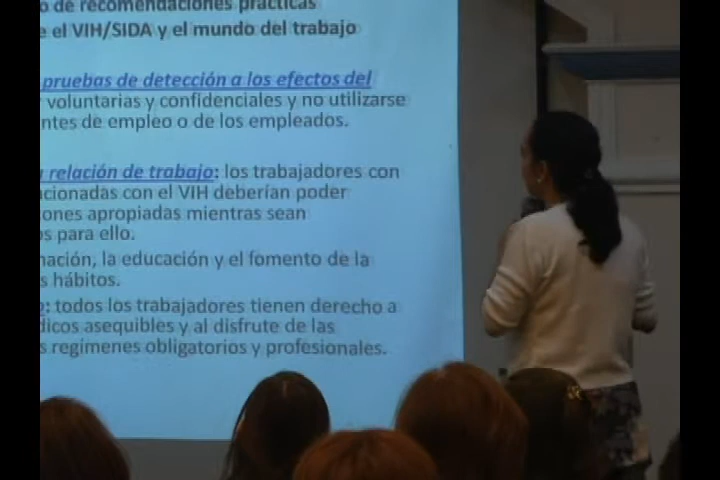 o de recomendaciones prácticas
e el VIH/SIDA y el mundo del trabajo
pruebas de detección a los efectos del
voluntarias y confidenciales y no utilizarse
ntes de empleo o de los empleados.
relación de trabajo: los trabajadores con
cionadas con el VIH deberían poder
ones apropiadas mientras sean
s para ello.
nación, la educación y el fomento de la
s hábitos.
: todos los trabajadores tienen derecho a
dicos asequibles y al disfrute de las
s regímenes obligatorios y profesionales.